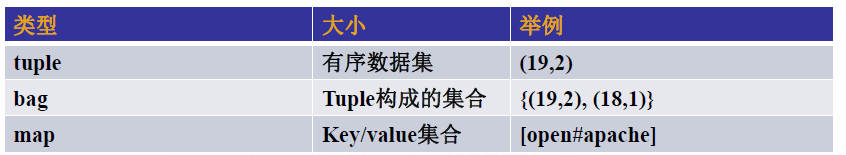 类型 大小 举例
tuple 有序数据集 (19,2)
bag Tuple构成的集合 {(19,2), (18,1)}
map Key/value集合 [open#apache]